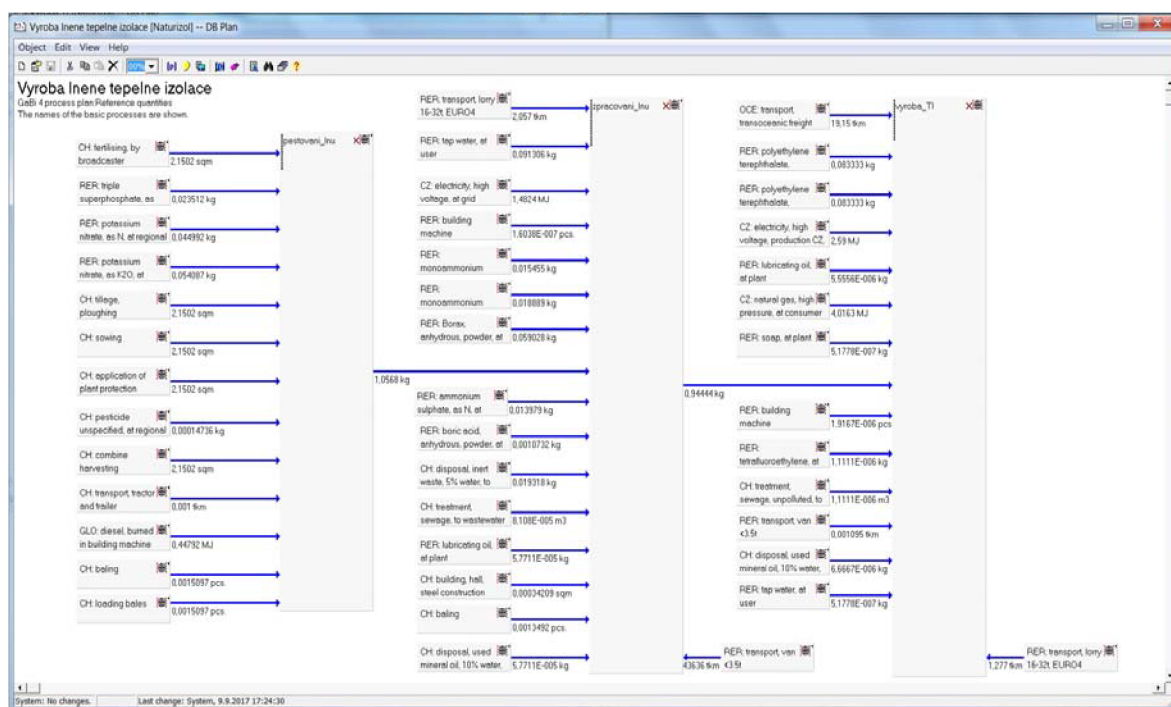 Vyroba lnene tepelne izolace [Naturizol] -- DB Plan
Object Edit View Help
Vyroba lnene tepelne izolace
GaBi 4 process plan:Reference quantities
The names of the basic processes are shown.
pestovani_lnu
CH: fertilising, by
broadcaster
2,1502 sqm
RER: triple
superphosphate, as
0,023512 kg
RER: potassium
nitrate, as N, at regional
0,044992 kg
RER: potassium
nitrate, as K2O, at
0,054087 kg
CH: tillage,
ploughing
2,1502 sqm
CH: sowing
2,1502 sqm
CH: application of
plant protection
2,1502 sqm
CH: pesticide
unspecified, at regional
0,00014736 kg
CH: combine
harvesting
2,1502 sqm
CH: transport, tractor
and trailer
0,001 tkm
GLO: diesel, burned
in building machine
0,44792 MJ
CH: baling
0,0015097 pcs.
CH: loading bales
0,0015097 pcs.
1,0568 kg
zpracovani_lnu
RER: transport, lorry
16-32t, EURO4
2,057 tkm
RER: tap water, at
user
0,091306 kg
CZ: electricity, high
voltage, at grid
1,4824 MJ
RER: building
machine
1,6038E-007 pcs.
RER:
monoammonium
0,015455 kg
RER:
monoammonium
0,018889 kg
RER: Borax,
anhydrous, powder, at
0,059028 kg
RER: ammonium
sulphate, as N, at
0,013979 kg
RER: boric acid,
anhydrous, powder, at
0,0010732 kg
CH: disposal, inert
waste, 5% water, to
0,019318 kg
CH: treatment,
sewage, to wastewater
8,108E-005 m3
RER: lubricating oil,
at plant
5,7711E-005 kg
CH: building, hall,
steel construction
0,00034209 sqm
CH: baling
0,0013492 pcs.
CH: disposal, used
mineral oil, 10% water,
5,7711E-005 kg
RER: transport, van
<3.5t
43636 tkm
0,94444 kg
vyroba_TI
OCE: transport,
transoceanic freight
19,15 tkm
RER: polyethylene
terephthalate,
0,083333 kg
RER: polyethylene
terephthalate,
0,083333 kg
CZ: electricity, high
voltage, production CZ,
2,59 MJ
RER: lubricating oil,
at plant
5,5556E-006 kg
CZ: natural gas, high
pressure, at consumer
4,0163 MJ
RER: soap, at plant
5,1778E-007 kg
RER: building
machine
1,9167E-006 pcs
RER:
tetrafluoroethylene, at
1,1111E-006 kg
CH: treatment,
sewage, unpolluted, to
1,1111E-006 m3
RER: transport, van
<3.5t
0,001095 tkm
CH: disposal, used
mineral oil, 10% water,
6,6667E-006 kg
RER: tap water, at
user
5,1778E-007 kg
RER: transport, lorry
16-32t, EURO4
1,277 tkm
System: No changes.
Last change: System, 9.9.2017 17:24:30